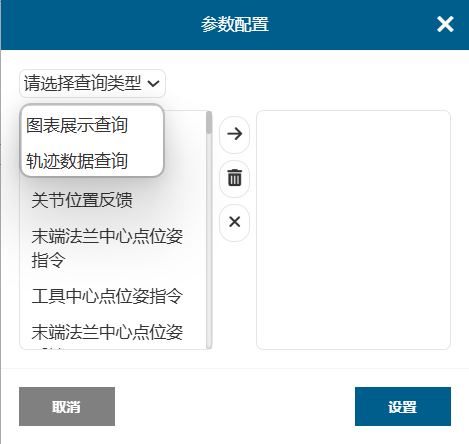 参数配置
请选择查询类型
图表展示查询
轨迹数据查询
关节位置反馈
末端法兰中心点位姿
指令
工具中心点位姿指令
末端法兰中心点位姿
取消
设置